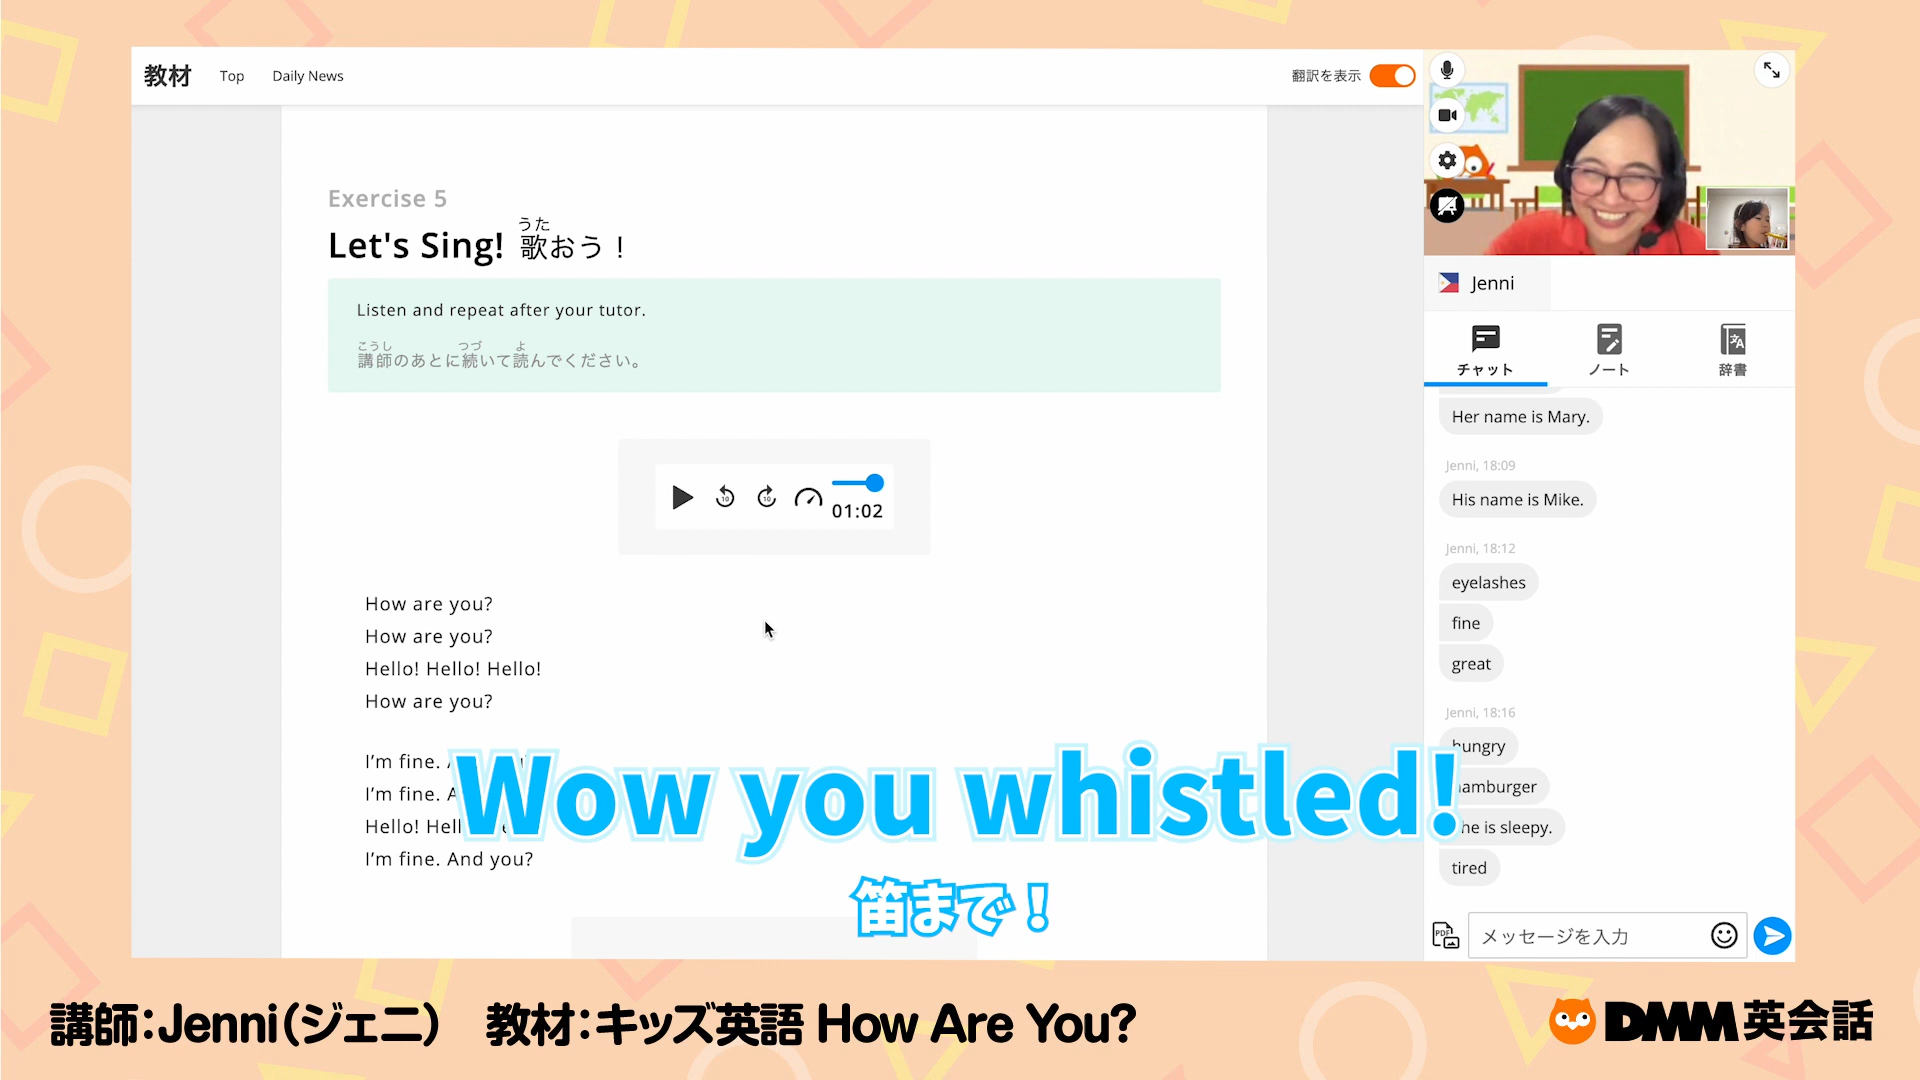 教材
Top
Daily News
翻訳を表示
Exercise 5
うた
Let's Sing! 歌おう！
Listen and repeat after your tutor.
こうし つづ よ
講師のあとに続いて読んでください。
10
10
01:02
How are you?
How are you?
Hello! Hello! Hello!
How are you?
I'm fine.
I'm fine.
Hello!
I'm fine. And you?
Wow you whistled!
笛まで！
Jenni
チャット
ノート
辞書
Her name is Mary.
Jenni, 18:09
His name is Mike.
Jenni, 18:12
eyelashes
fine
great
Jenni, 18:16
hungry
hamburger
he is sleepy.
tired
PDF
メッセージを入力
講師：Jenni（ジェニ） 教材：キッズ英語 How Are You?
DMM英会話